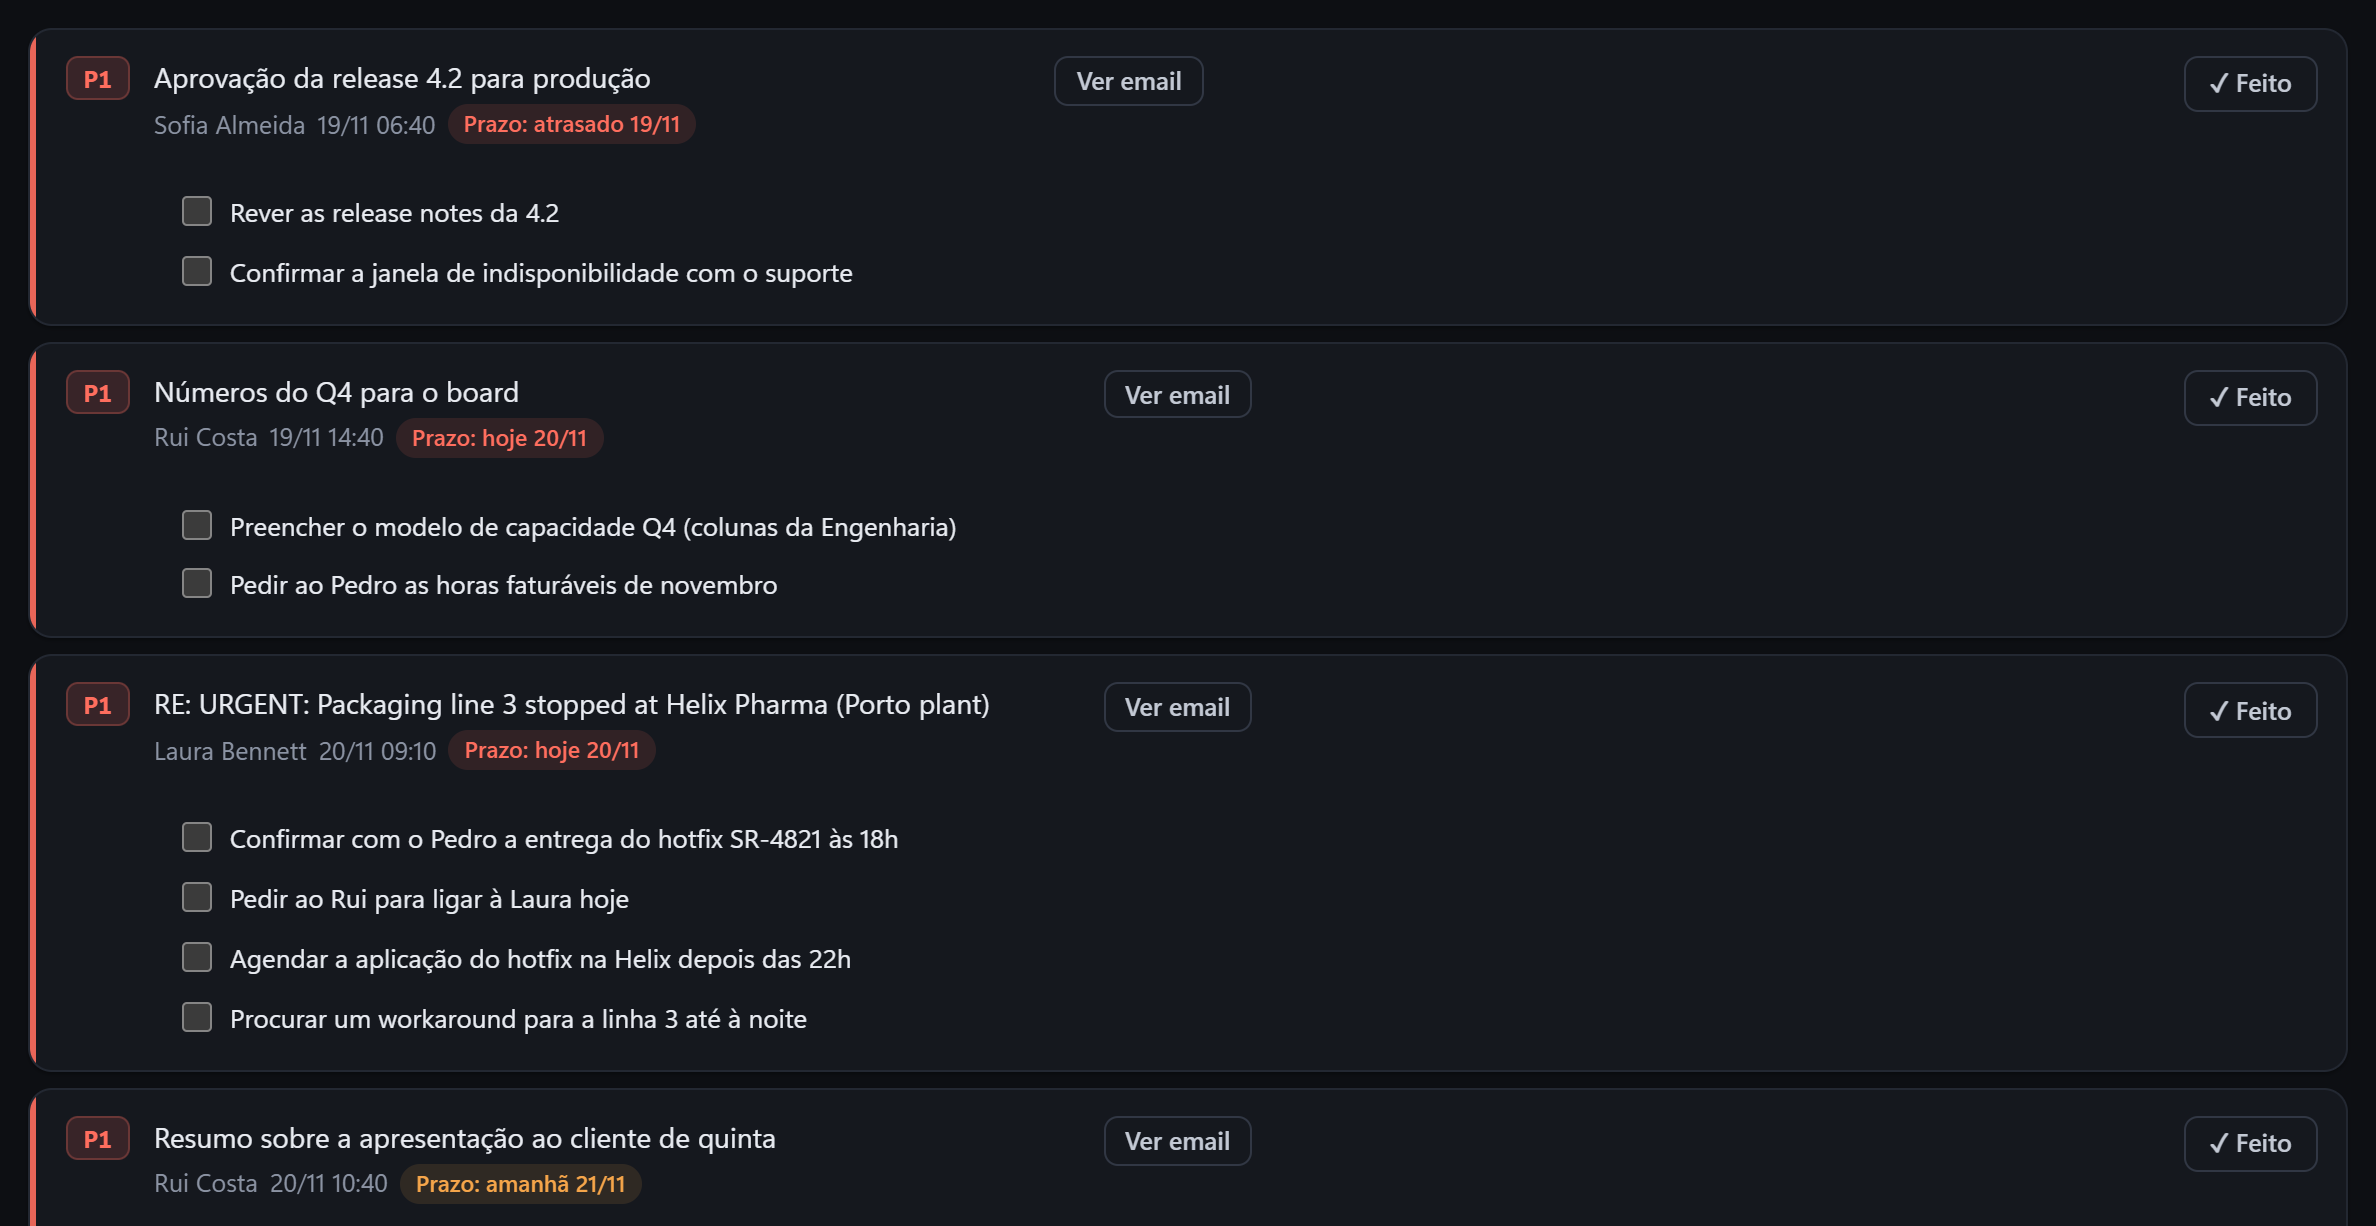 P1 Aprovação da release 4.2 para produção Ver email ✓ Feito
Sofia Almeida 19/11 06:40 Prazo: atrasado 19/11
Rever as release notes da 4.2
Confirmar a janela de indisponibilidade com o suporte
P1 Números do Q4 para o board Ver email ✓ Feito
Rui Costa 19/11 14:40 Prazo: hoje 20/11
Preencher o modelo de capacidade Q4 (colunas da Engenharia)
Pedir ao Pedro as horas faturáveis de novembro
P1 RE: URGENT: Packaging line 3 stopped at Helix Pharma (Porto plant) Ver email ✓ Feito
Laura Bennett 20/11 09:10 Prazo: hoje 20/11
Confirmar com o Pedro a entrega do hotfix SR-4821 às 18h
Pedir ao Rui para ligar à Laura hoje
Agendar a aplicação do hotfix na Helix depois das 22h
Procurar um workaround para a linha 3 até à noite
P1 Resumo sobre a apresentação ao cliente de quinta Ver email ✓ Feito
Rui Costa 20/11 10:40 Prazo: amanhã 21/11